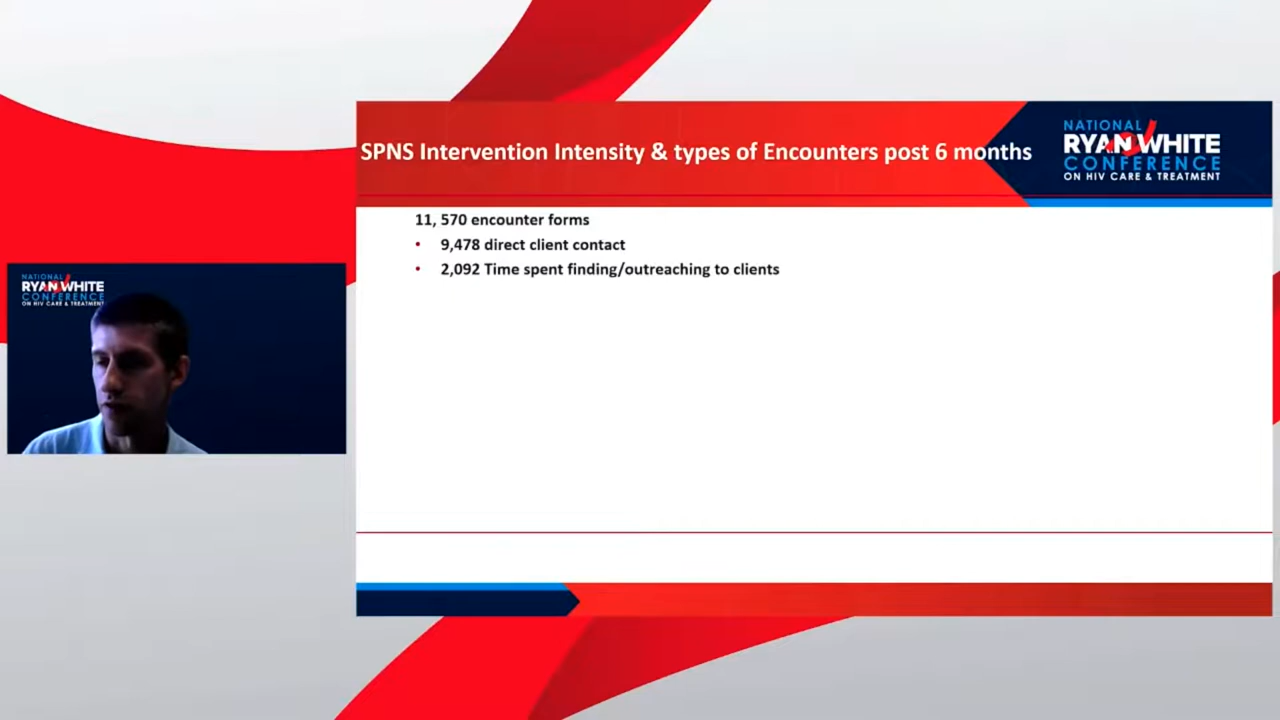 SPNS Intervention Intensity & types of Encounters post 6 months
NATIONAL
RYAN WHITE
CONFERENCE
ON HIV CARE & TREATMENT
11, 570 encounter forms
• 9,478 direct client contact
• 2,092 Time spent finding/outreaching to clients
NATIONAL
RYAN WHITE
CONFERENCE
ON HIV CARE & TREATMENT